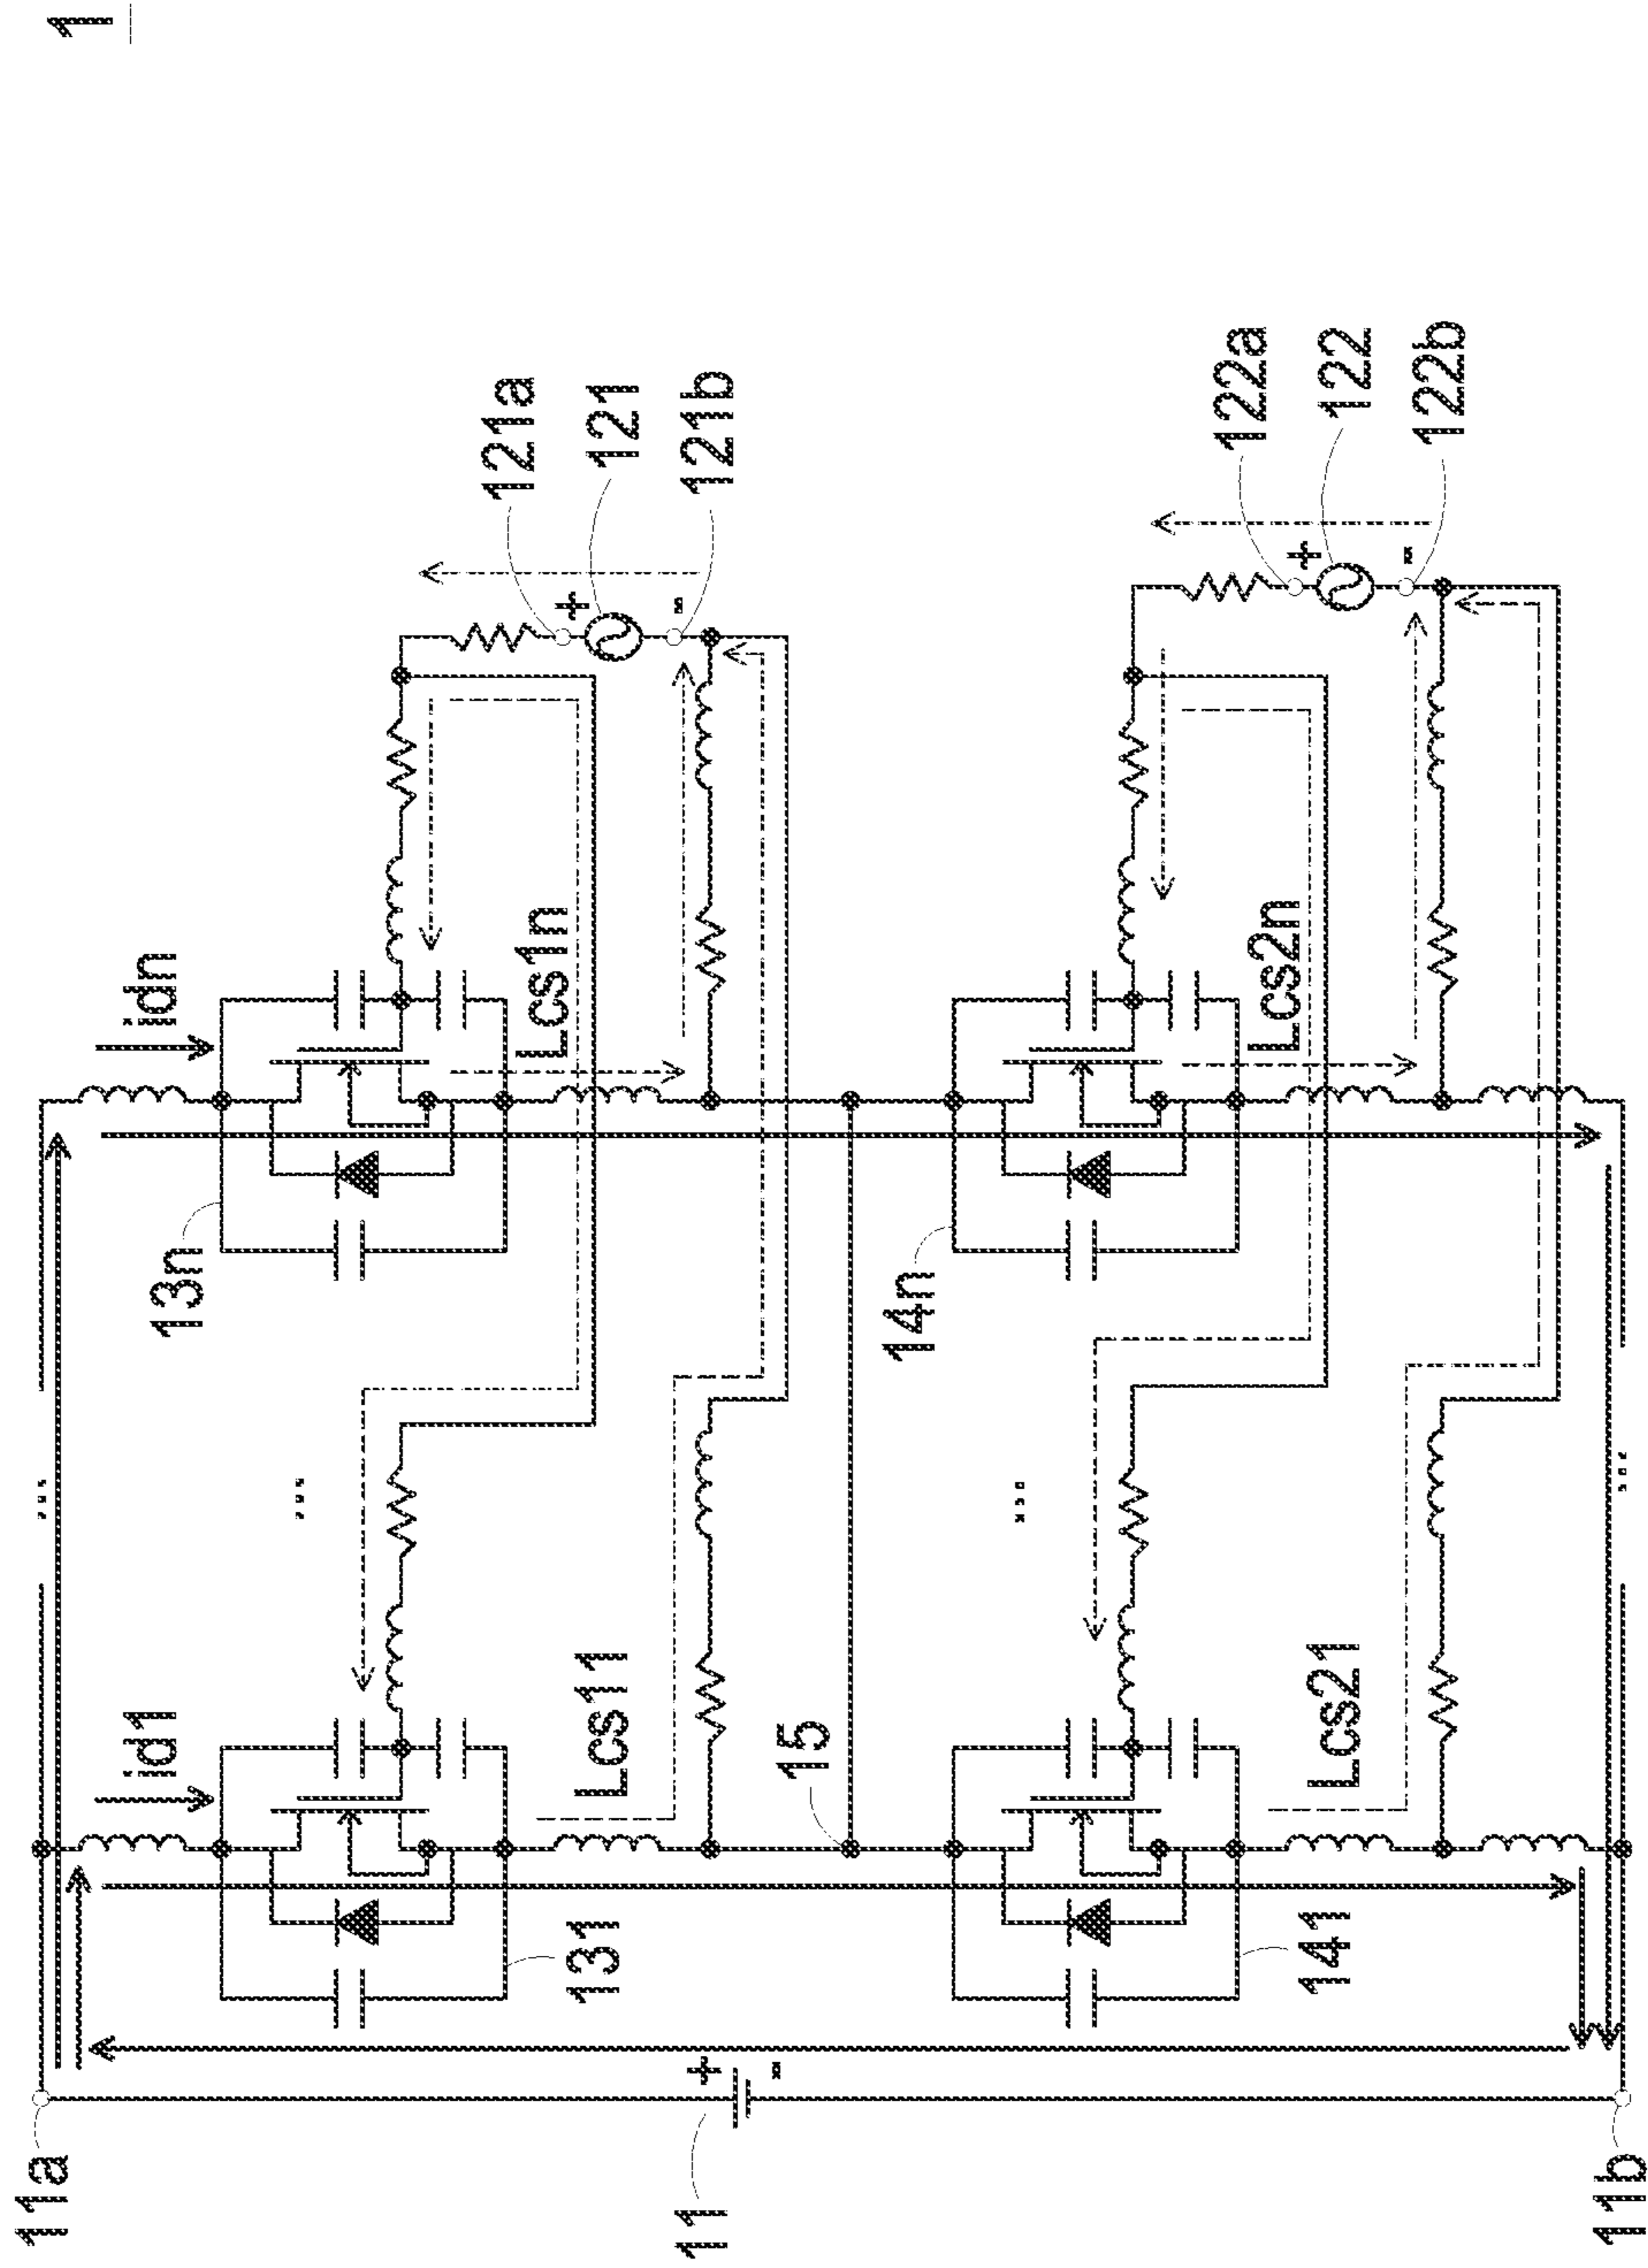 1
11a
11
+
-
11b
id1
131
Lcs11
15
141
Lcs21
...
...
...
...
idn
13n
Lcs1n
14n
Lcs2n
121a
+
121
-
121b
122a
+
122
-
122b